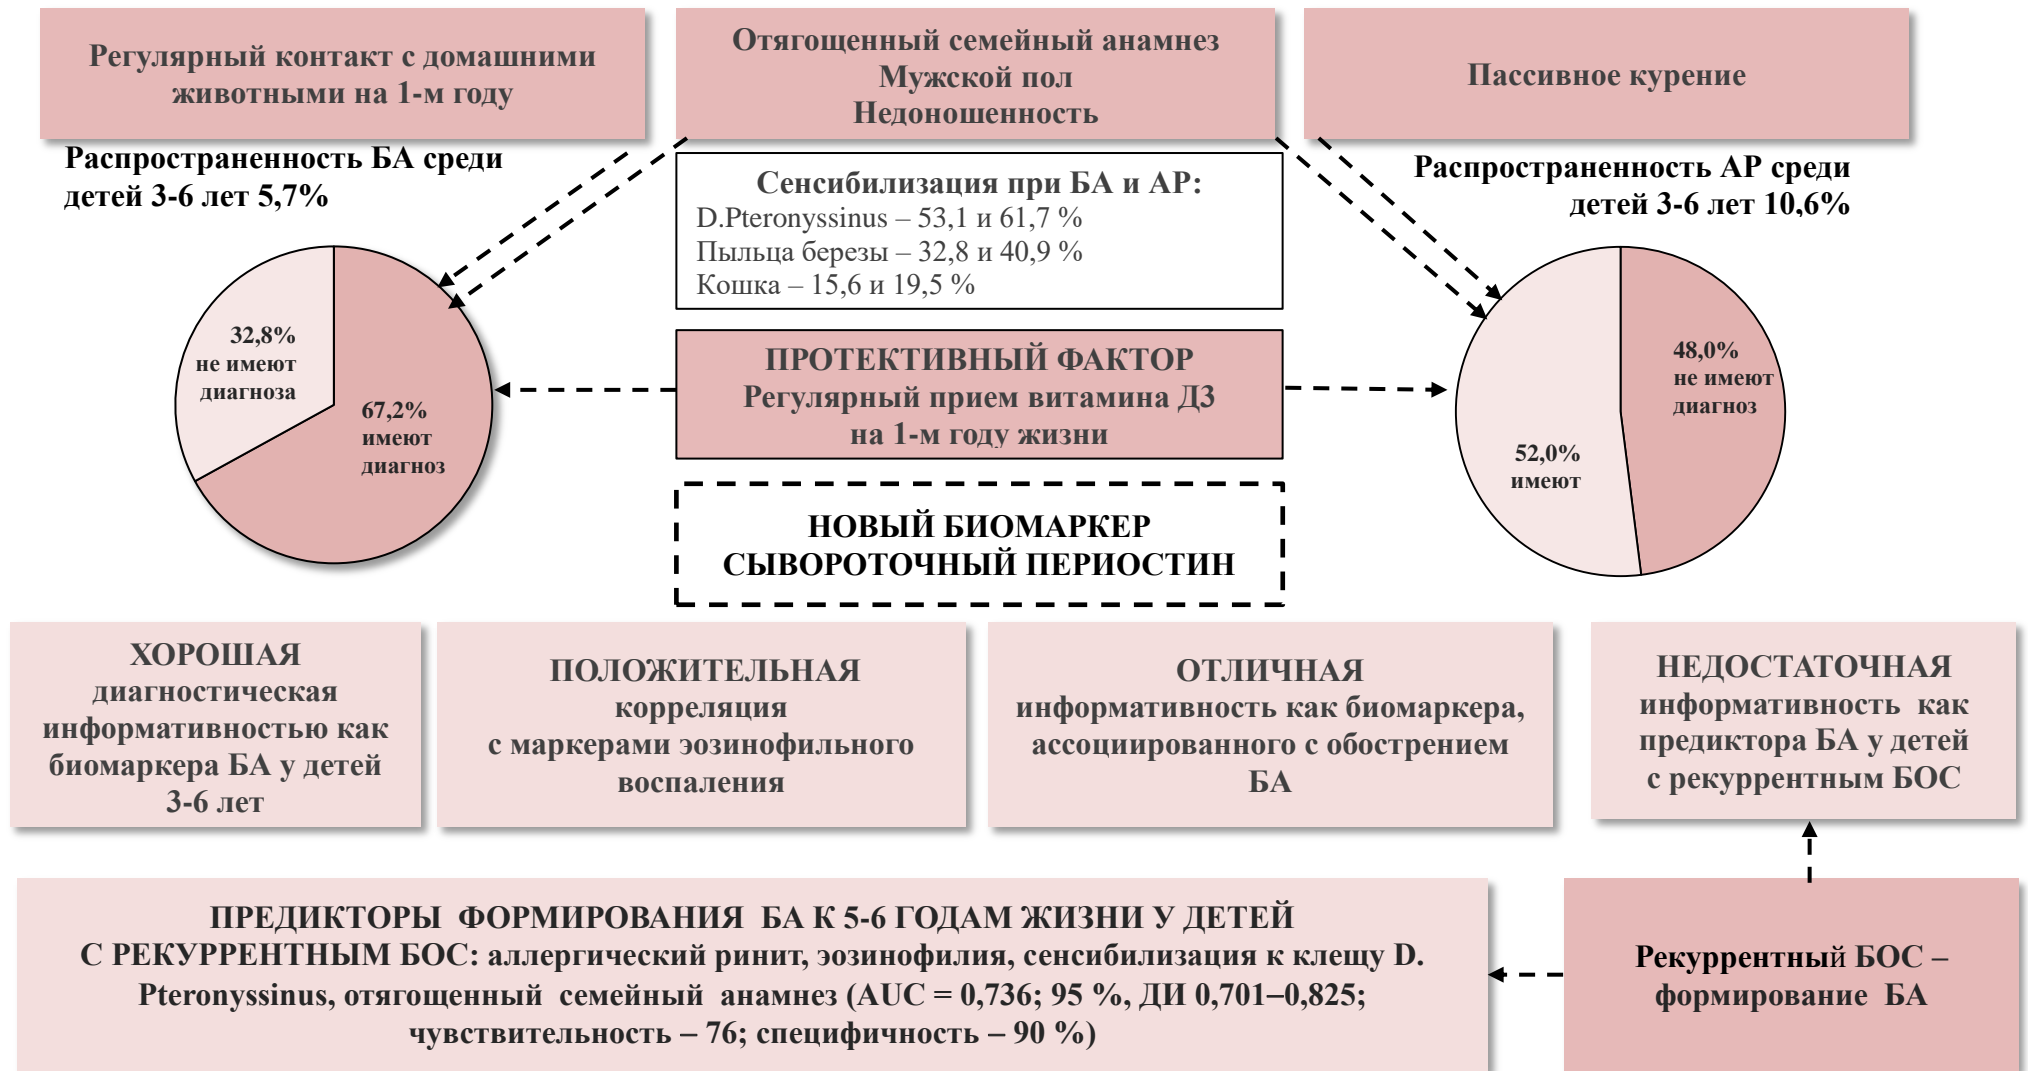 Регулярный контакт с домашними
животными на 1-м году
Отягощенный семейный анамнез
Мужской пол
Недоношенность
Пассивное курение
Распространенность БА среди
детей 3-6 лет 5,7%
Сенсибилизация при БА и АР:
D.Pteronyssinus – 53,1 и 61,7 %
Пыльца березы – 32,8 и 40,9 %
Кошка – 15,6 и 19,5 %
Распространенность АР среди
детей 3-6 лет 10,6%
32,8%
не имеют
диагноза
67,2%
имеют
диагноз
ПРОТЕКТИВНЫЙ ФАКТОР
Регулярный прием витамина Д3
на 1-м году жизни
48,0%
не имеют
диагноз
52,0%
имеют
НОВЫЙ БИОМАРКЕР
СЫВОРОТОЧНЫЙ ПЕРИОСТИН
ХОРОШАЯ
диагностическая
информативностью как
биомаркера БА у детей
3-6 лет
ПОЛОЖИТЕЛЬНАЯ
корреляция
с маркерами эозинофильного
воспаления
ОТЛИЧНАЯ
информативность как биомаркера,
ассоциированного с обострением
БА
НЕДОСТАТОЧНАЯ
информативность как
предиктора БА у детей
с рекуррентным БОС
ПРЕДИКТОРЫ ФОРМИРОВАНИЯ БА К 5-6 ГОДАМ ЖИЗНИ У ДЕТЕЙ
С РЕКУРРЕНТНЫМ БОС: аллергический ринит, эозинофилия, сенсибилизация к клещу D.
Pteronyssinus, отягощенный семейный анамнез (AUC = 0,736; 95 %, ДИ 0,701–0,825;
чувствительность – 76; специфичность – 90 %)
Рекуррентный БОС –
формирование БА